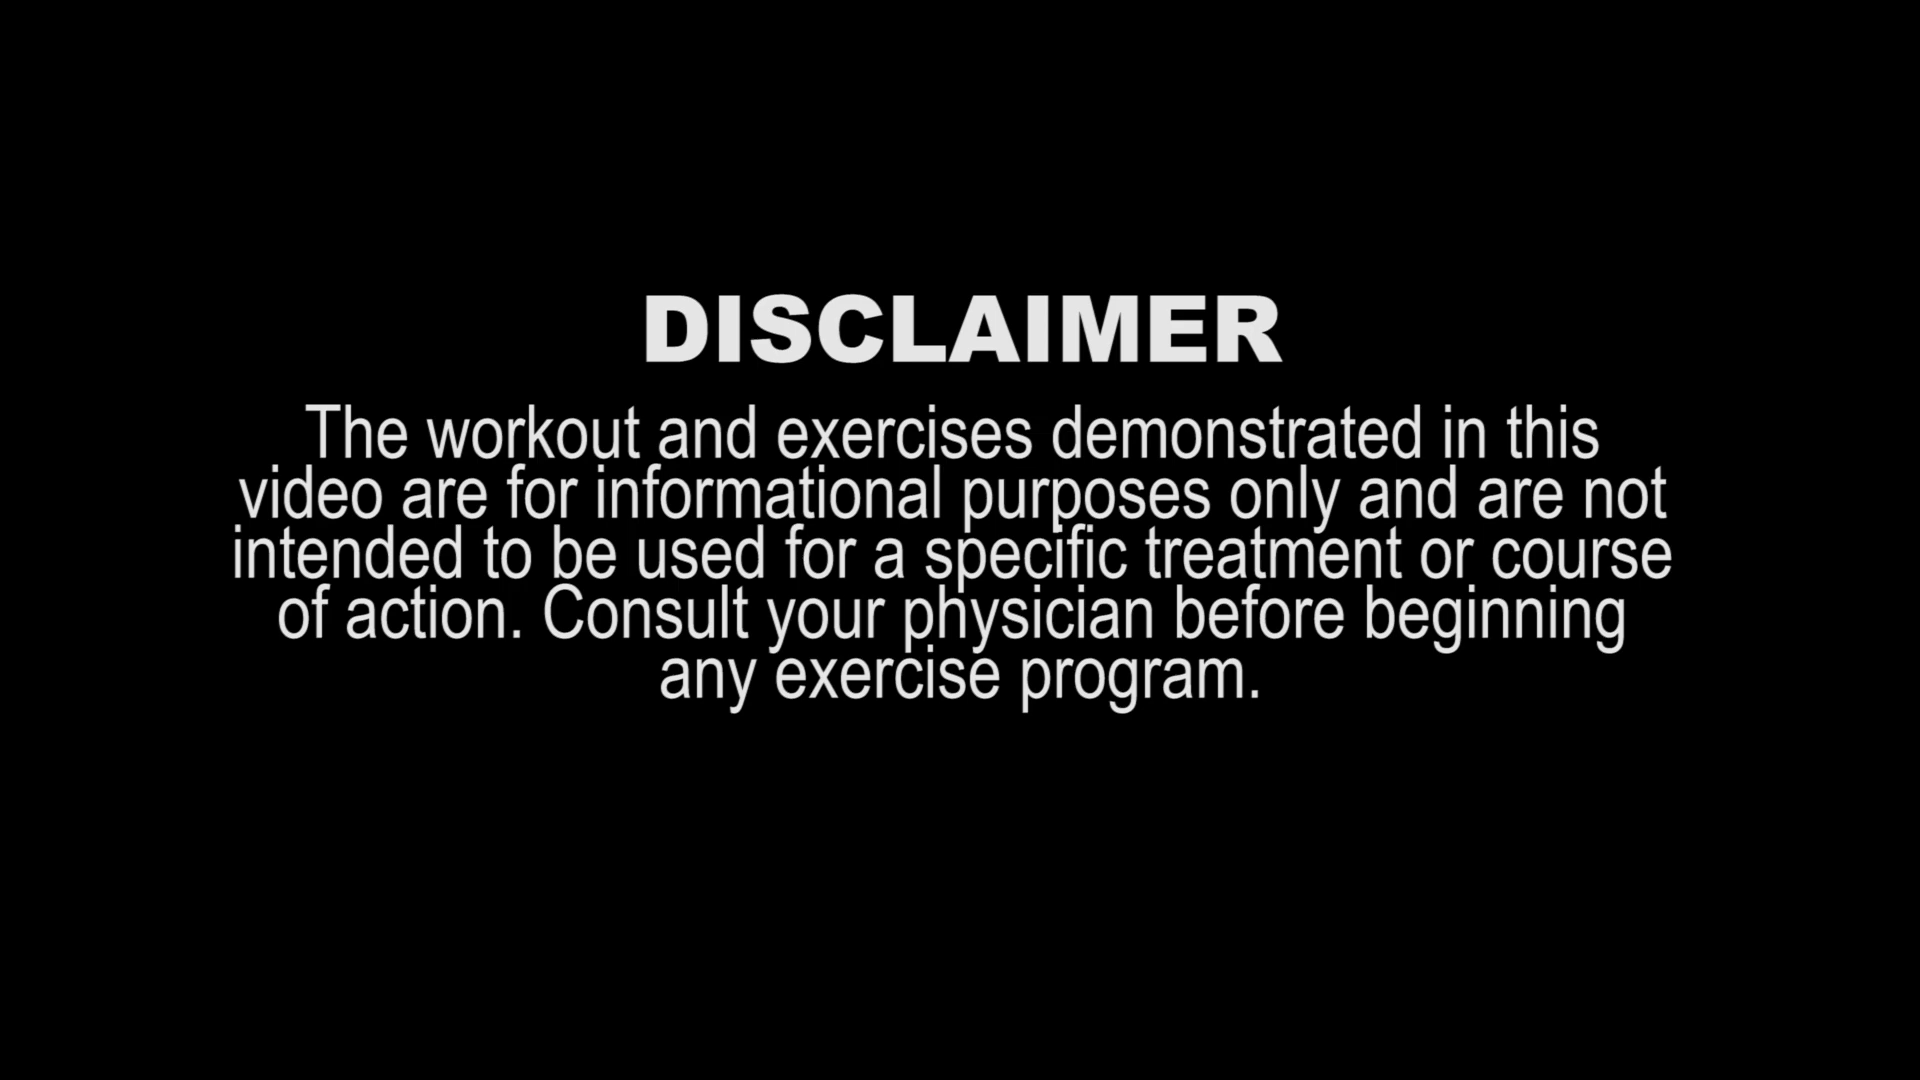 DISCLAIMER
The workout and exercises demonstrated in this
video are for informational purposes only and are not
intended to be used for a specific treatment or course
of action. Consult your physician before beginning
any exercise program.